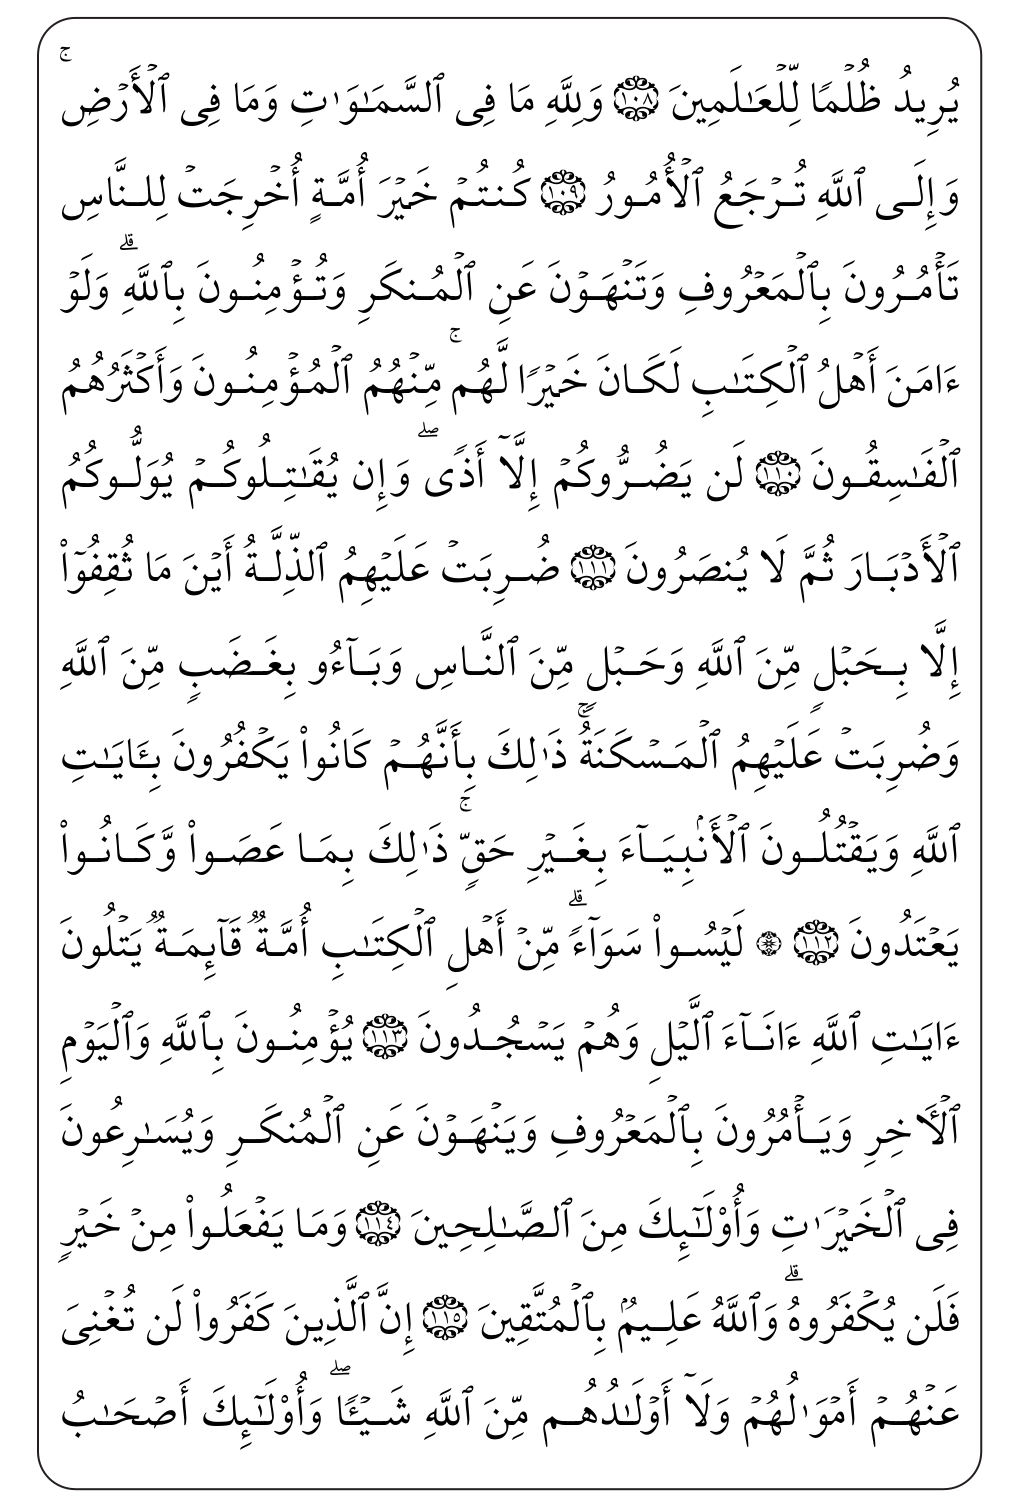 يُرِيدُ ظُلۡمًا لِّلۡعَـٰلَمِينَ ١٠٨ وَلِلَّهِ مَا فِى ٱلسَّمَـٰوَٰتِ وَمَا فِى ٱلۡأَرۡضِۚ
وَإِلَى ٱللَّهِ تُرۡجَعُ ٱلۡأُمُورُ ١٠٩ كُنتُمۡ خَيۡرَ أُمَّةٍ أُخۡرِجَتۡ لِلنَّاسِ
تَأۡمُرُونَ بِٱلۡمَعۡرُوفِ وَتَنۡهَوۡنَ عَنِ ٱلۡمُنكَرِ وَتُؤۡمِنُونَ بِٱللَّهِۗ وَلَوۡ
ءَامَنَ أَهۡلُ ٱلۡكِتَـٰبِ لَكَانَ خَيۡرًا لَّهُمۚ مِّنۡهُمُ ٱلۡمُؤۡمِنُونَ وَأَكۡثَرُهُمُ
ٱلۡفَـٰسِقُونَ ١١٠ لَن يَضُرُّوكُمۡ إِلَّآ أَذًىۖ وَإِن يُقَـٰتِلُوكُمۡ يُوَلُّوكُمُ
ٱلۡأَدۡبَارَ ثُمَّ لَا يُنصَرُونَ ١١١ ضُرِبَتۡ عَلَيۡهِمُ ٱلذِّلَّةُ أَيۡنَ مَا ثُقِفُوٓا۟
إِلَّا بِحَبۡلٍ مِّنَ ٱللَّهِ وَحَبۡلٍ مِّنَ ٱلنَّاسِ وَبَآءُو بِغَضَبٍ مِّنَ ٱللَّهِ
وَضُرِبَتۡ عَلَيۡهِمُ ٱلۡمَسۡكَنَةُۚ ذَٰلِكَ بِأَنَّهُمۡ كَانُوا۟ يَكۡفُرُونَ بِـَٔايَـٰتِ
ٱللَّهِ وَيَقۡتُلُونَ ٱلۡأَنۢبِيَآءَ بِغَيۡرِ حَقٍّۚ ذَٰلِكَ بِمَا عَصَوا۟ وَّكَانُوا۟
يَعۡتَدُونَ ١١٢ ۞ لَيۡسُوا۟ سَوَآءًۗ مِّنۡ أَهۡلِ ٱلۡكِتَـٰبِ أُمَّةٌ قَآئِمَةٌ يَتۡلُونَ
ءَايَـٰتِ ٱللَّهِ ءَانَآءَ ٱلَّيۡلِ وَهُمۡ يَسۡجُدُونَ ١١٣ يُؤۡمِنُونَ بِٱللَّهِ وَٱلۡيَوۡمِ
ٱلۡـَٔاخِرِ وَيَأۡمُرُونَ بِٱلۡمَعۡرُوفِ وَيَنۡهَوۡنَ عَنِ ٱلۡمُنكَرِ وَيُسَـٰرِعُونَ
فِى ٱلۡخَيۡرَٰتِ وَأُو۟لَـٰٓئِكَ مِنَ ٱلصَّـٰلِحِينَ ١١٤ وَمَا يَفۡعَلُوا۟ مِنۡ خَيۡرٍ
فَلَن يُكۡفَرُوهُۗ وَٱللَّهُ عَلِيمُۢ بِٱلۡمُتَّقِينَ ١١٥ إِنَّ ٱلَّذِينَ كَفَرُوا۟ لَن تُغۡنِىَ
عَنۡهُمۡ أَمۡوَٰلُهُمۡ وَلَآ أَوۡلَـٰدُهُم مِّنَ ٱللَّهِ شَيۡـًٔاۖ وَأُو۟لَـٰٓئِكَ أَصۡحَـٰبُ